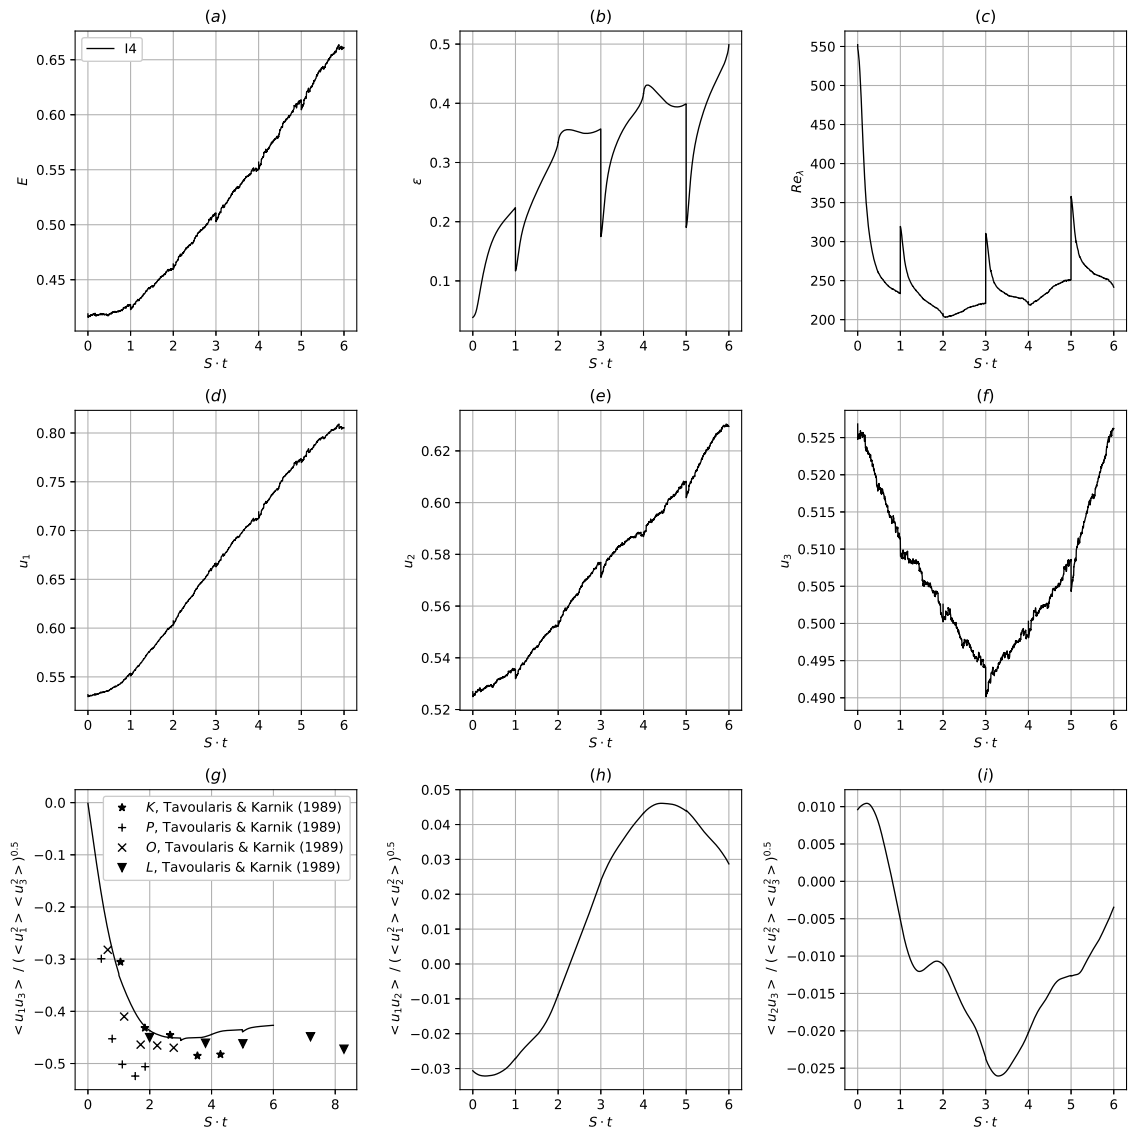 (a)
I4
0.65
0.60
0.55
0.50
0.45
E
0 1 2 3 4 5 6
S · t
(b)
0.5
0.4
0.3
0.2
0.1
ε
0 1 2 3 4 5 6
S · t
(c)
550
500
450
400
350
300
250
200
Re_λ
0 1 2 3 4 5 6
S · t
(d)
0.80
0.75
0.70
0.65
0.60
0.55
u_1
0 1 2 3 4 5 6
S · t
(e)
0.62
0.60
0.58
0.56
0.54
0.52
u_2
0 1 2 3 4 5 6
S · t
(f)
0.525
0.520
0.515
0.510
0.505
0.500
0.495
0.490
u_3
0 1 2 3 4 5 6
S · t
(g)
K, Tavoularis & Karnik (1989)
P, Tavoularis & Karnik (1989)
O, Tavoularis & Karnik (1989)
L, Tavoularis & Karnik (1989)
0.0
−0.1
−0.2
−0.3
−0.4
−0.5
< u_1u_3 > / (< u_1^2 > < u_3^2 >)^0.5
0 2 4 6 8
S · t
(h)
0.05
0.04
0.03
0.02
0.01
0.00
−0.01
−0.02
−0.03
< u_1u_2 > / (< u_1^2 > < u_2^2 >)^0.5
0 1 2 3 4 5 6
S · t
(i)
0.010
0.005
0.000
−0.005
−0.010
−0.015
−0.020
−0.025
< u_2u_3 > / (< u_2^2 > < u_3^2 >)^0.5
0 1 2 3 4 5 6
S · t